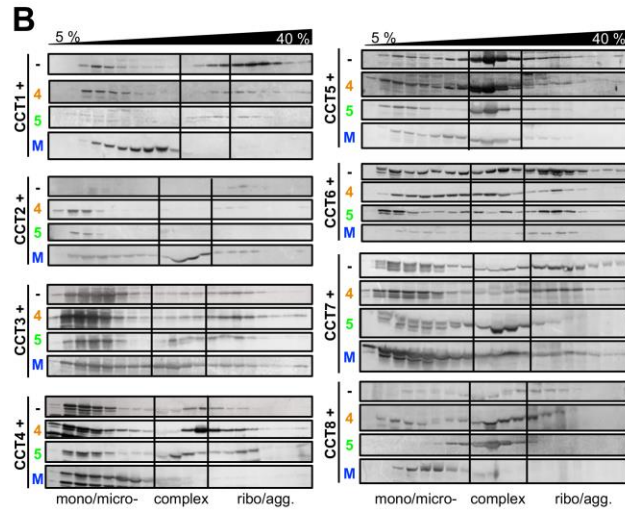 B
5 % 40 %
CCT1 +
-
4
5
M
CCT2 +
-
4
5
M
CCT3 +
-
4
5
M
CCT4 +
-
4
5
M
mono/micro- complex ribo/agg.
5 % 40 %
CCT5 +
-
4
5
M
CCT6 +
-
4
5
M
CCT7 +
-
4
5
M
CCT8 +
-
4
5
M
mono/micro- complex ribo/agg.